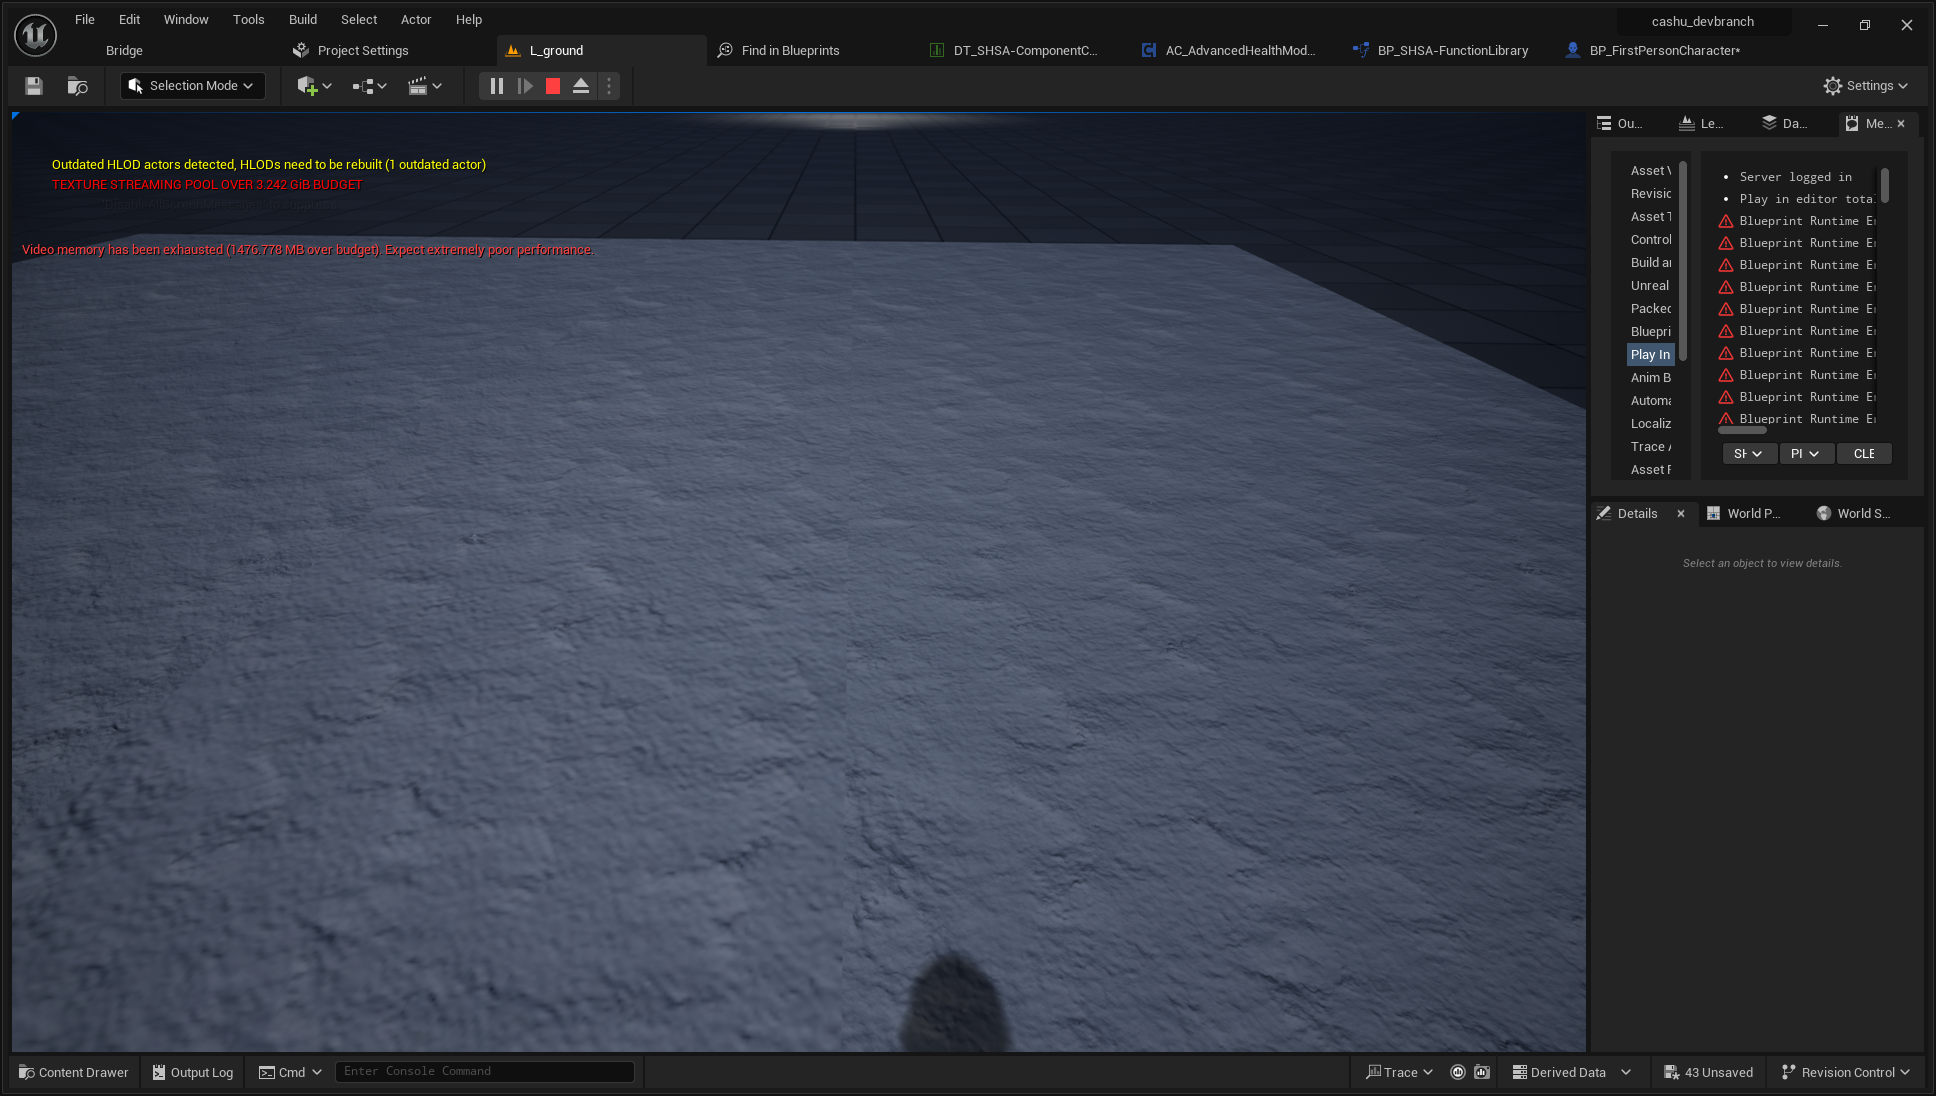 File Edit Window Tools Build Select Actor Help
cashu_devbranch
Bridge
Project Settings
L_ground
Find in Blueprints
DT_SHSA-ComponentC...
AC_AdvancedHealthMod...
BP_SHSA-FunctionLibrary
BP_FirstPersonCharacter*
Selection Mode
Settings
Outdated HLOD actors detected, HLODs need to be rebuilt (1 outdated actor)
TEXTURE STREAMING POOL OVER 3.242 GiB BUDGET
Video memory has been exhausted (1476.778 MB over budget). Expect extremely poor performance.
Ou...
Le...
Da...
Me...
Asset
Revisio
Asset T
Control
Build a
Unreal
Packed
Bluepri
Play In
Anim B
Automa
Localiz
Trace
Asset
Server logged in
Play in editor tota
Blueprint Runtime E
Blueprint Runtime E
Blueprint Runtime E
Blueprint Runtime E
Blueprint Runtime E
Blueprint Runtime E
Blueprint Runtime E
Blueprint Runtime E
Blueprint Runtime E
Blueprint Runtime E
SH
PI
CLE
Details
World P...
World S...
Select an object to view details.
Content Drawer
Output Log
Cmd
Enter Console Command
Trace
Derived Data
43 Unsaved
Revision Control